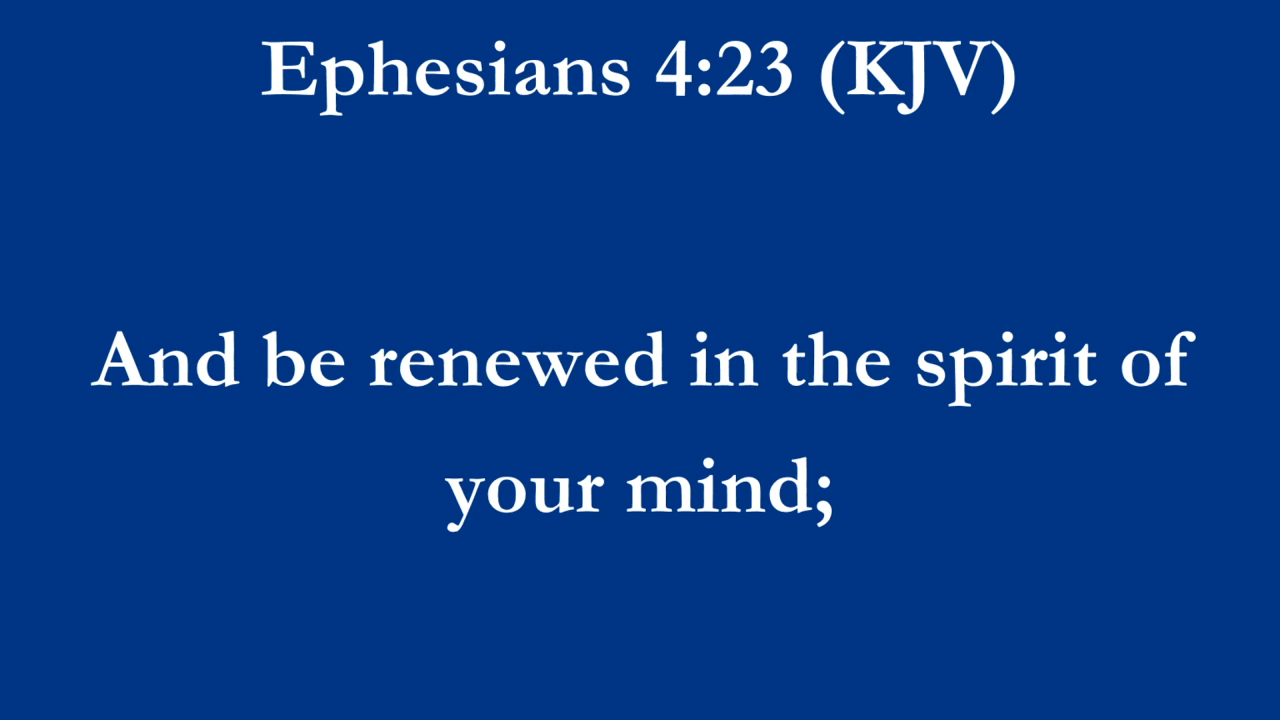 Ephesians 4:23 (KJV)
And be renewed in the spirit of
your mind;